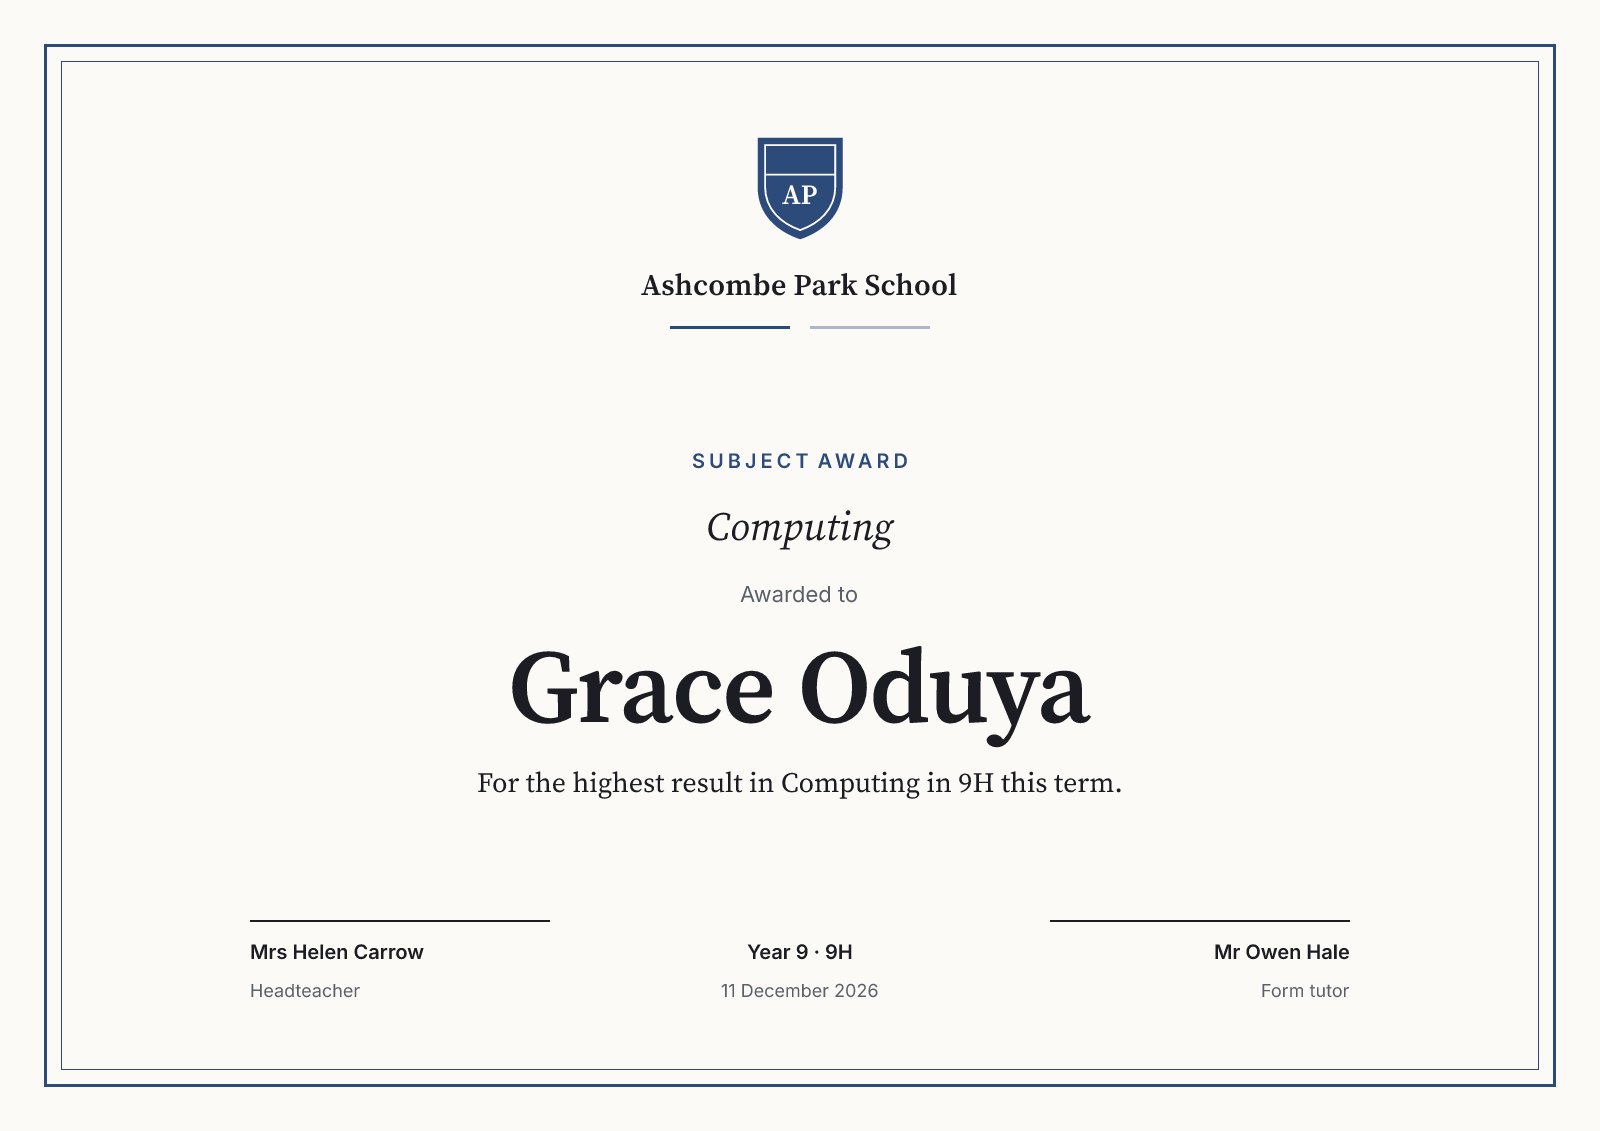 AP
Ashcombe Park School
SUBJECT AWARD
Computing
Awarded to
Grace Oduya
For the highest result in Computing in 9H this term.
Mrs Helen Carrow
Headteacher
Year 9 · 9H
11 December 2026
Mr Owen Hale
Form tutor